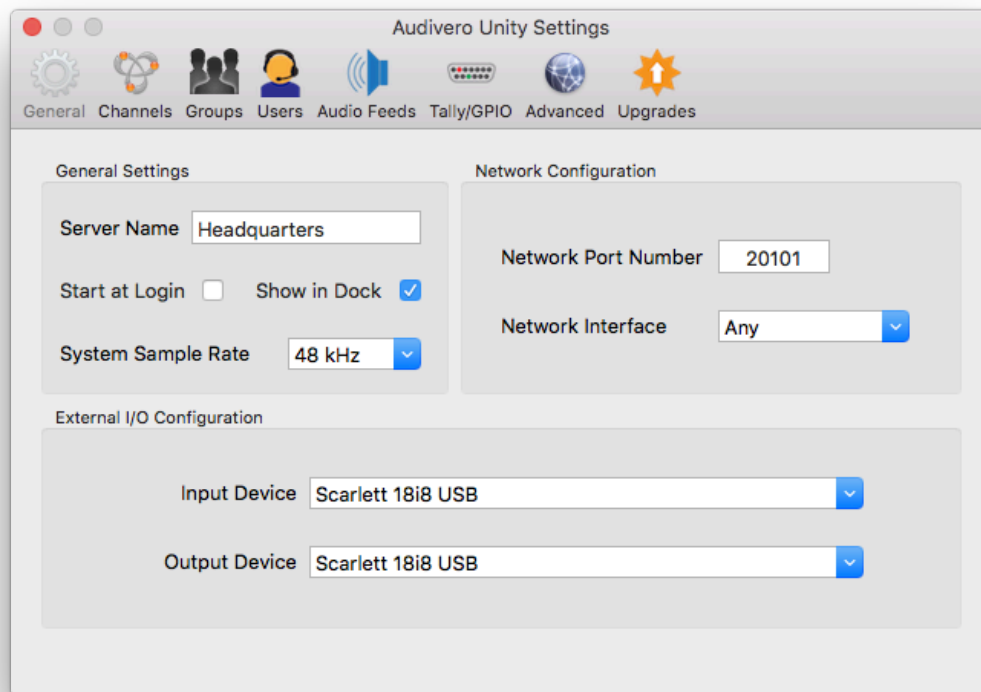 Audivero Unity Settings
General Channels Groups Users Audio Feeds Tally/GPIO Advanced Upgrades
General Settings
Server Name Headquarters
Start at Login Show in Dock
System Sample Rate 48 kHz
Network Configuration
Network Port Number 20101
Network Interface Any
External I/O Configuration
Input Device Scarlett 18i8 USB
Output Device Scarlett 18i8 USB